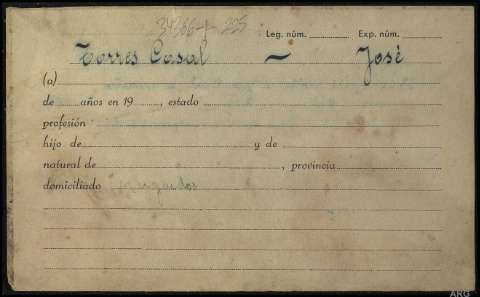 Leg. núm. Exp. núm.
Torres Casal — José
(a)
de años en 19 , estado
profesión
hijo de y de
natural de , provincia
domiciliado
ARG